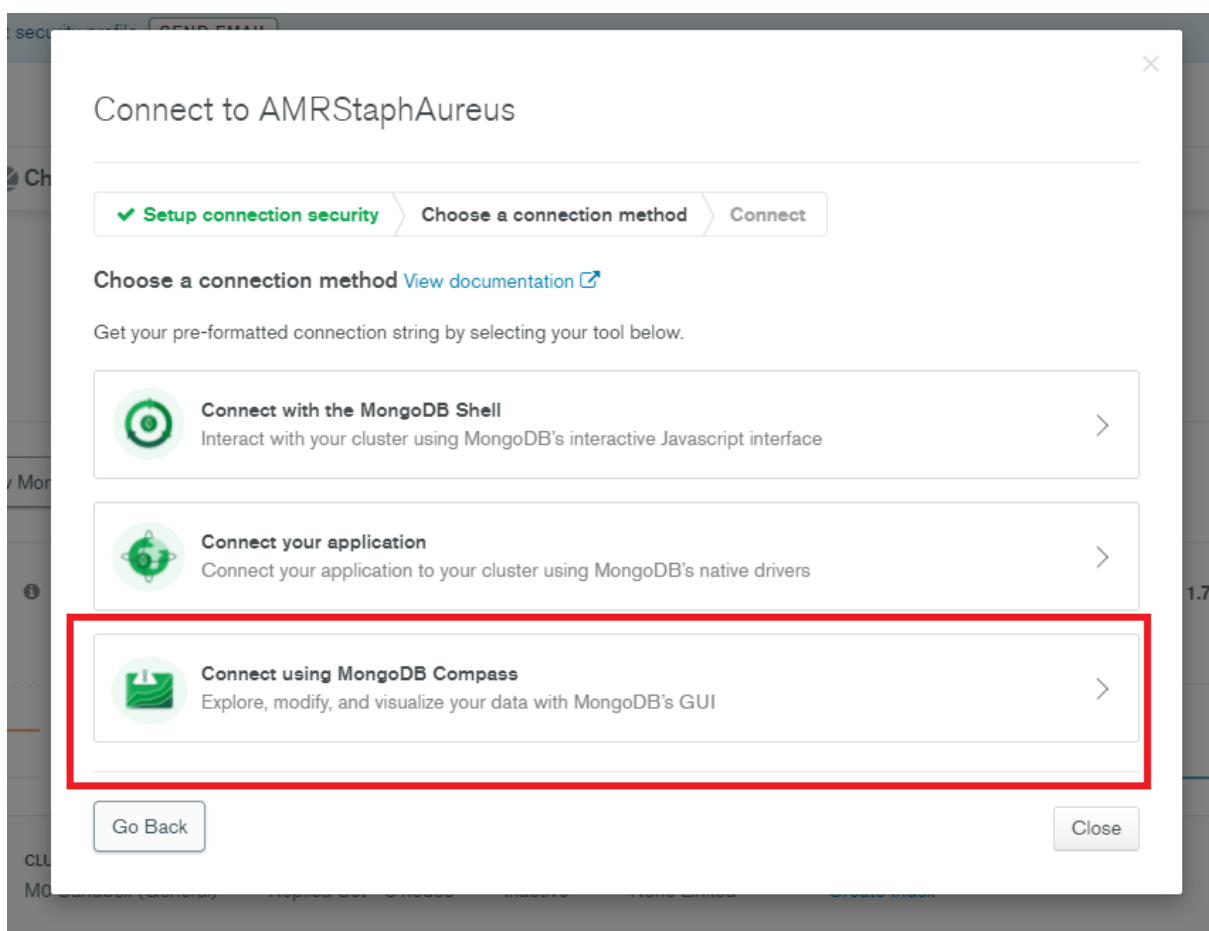 Connect to AMRStaphAureus
Ch
✔ Setup connection security Choose a connection method Connect
Choose a connection method View documentation
Get your pre-formatted connection string by selecting your tool below.
Connect with the MongoDB Shell
Interact with your cluster using MongoDB's interactive Javascript interface
Connect your application
Connect your application to your cluster using MongoDB's native drivers
1.7
Connect using MongoDB Compass
Explore, modify, and visualize your data with MongoDB's GUI
Go Back
Close